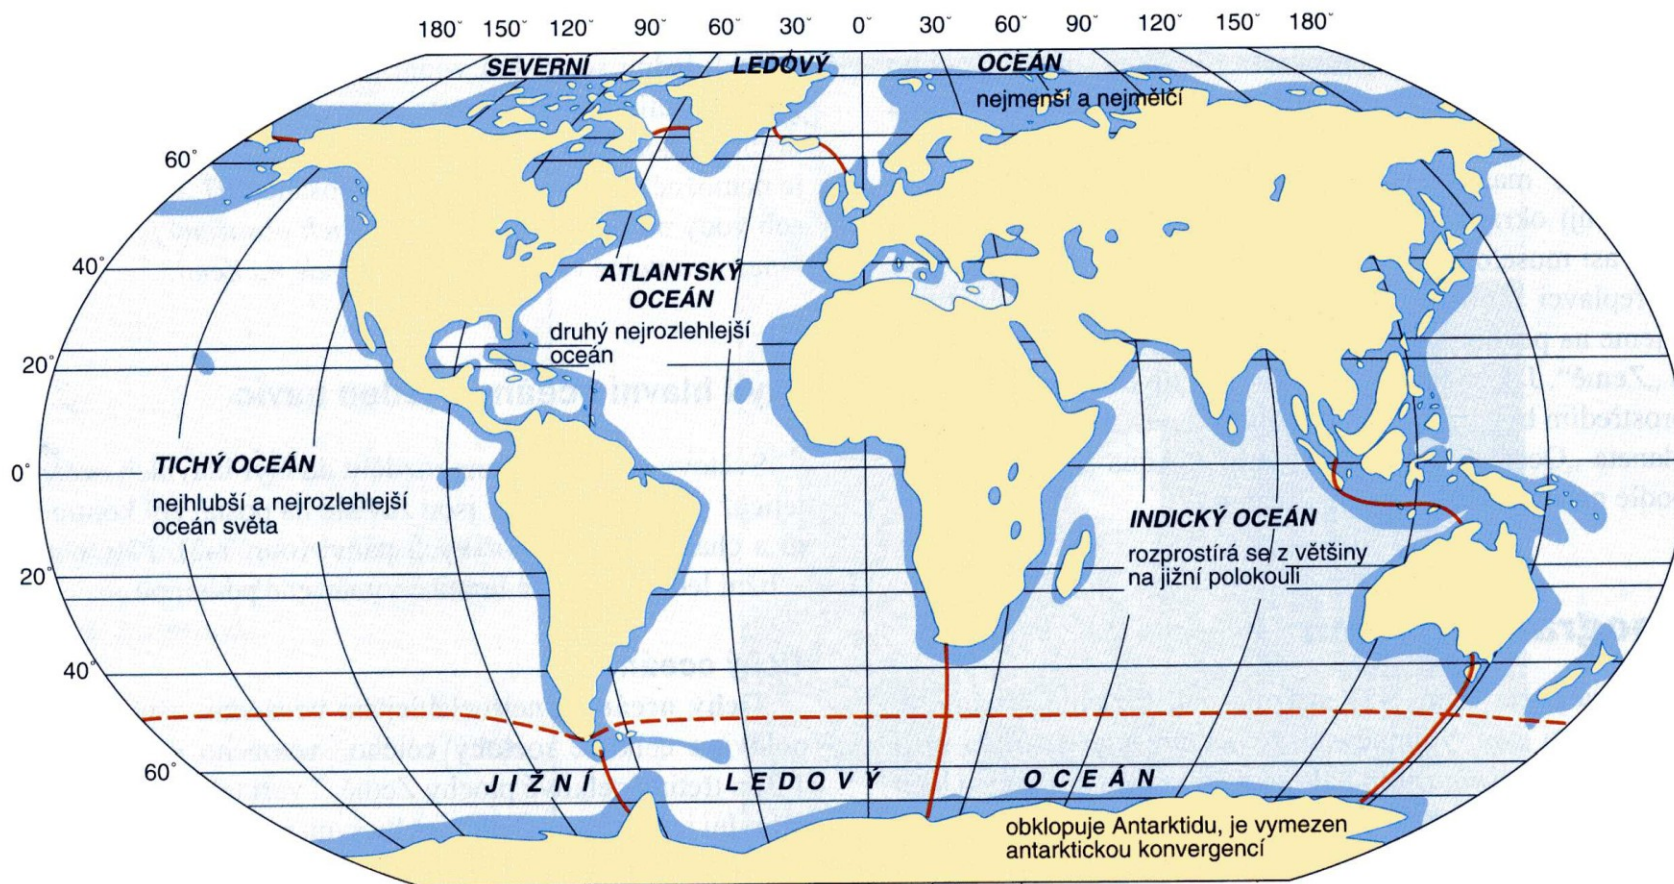 180˘ 150˘ 120˘ 90˘ 60˘ 30˘ 0˘ 30˘ 60˘ 90˘ 120˘ 150˘ 180˘
SEVERNÍ LEDOVÝ OCEÁN
nejmenší a nejmělčí
60°
40°
ATLANTSKÝ
OCEÁN
druhý nejrozlehlejší
oceán
20°
TICHÝ OCEÁN
0°
nejhlubší a nejrozlehlejší
oceán světa
INDICKÝ OCEÁN
rozprostírá se z většiny
na jižní polokouli
20°
40°
60°
JIŽNÍ LEDOVÝ OCEÁN
obklopuje Antarktidu, je vymezen
antarktickou konvergencí